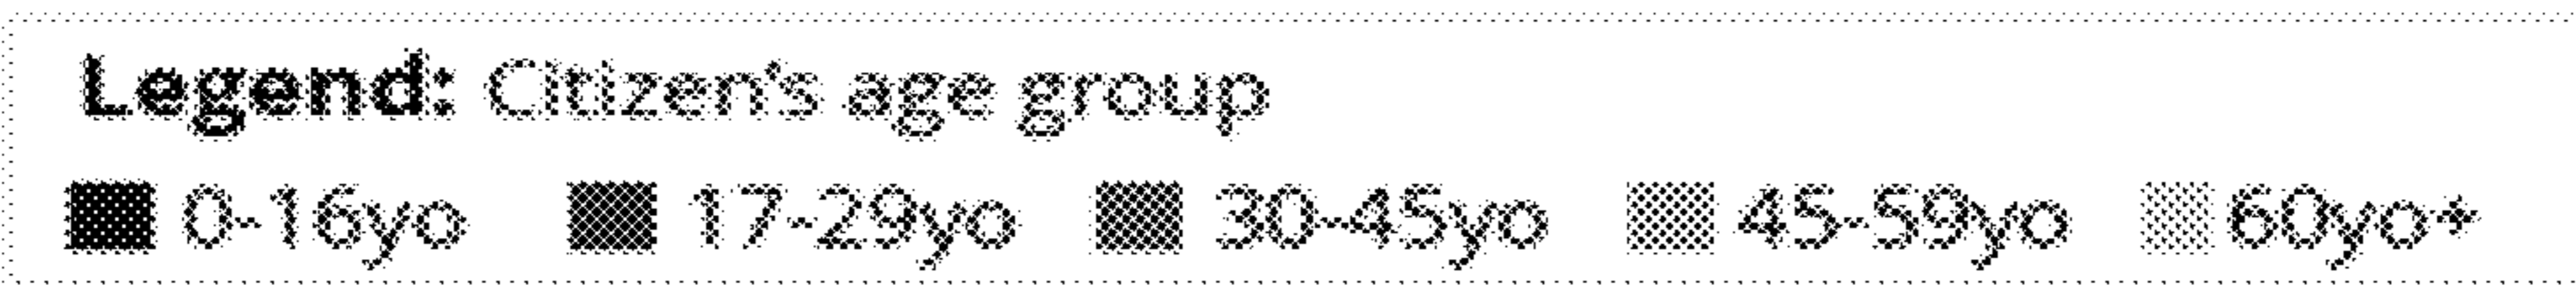 Legend: Citizen's age group
0-16yo 17-29yo 30-45yo 45-59yo 60yo+